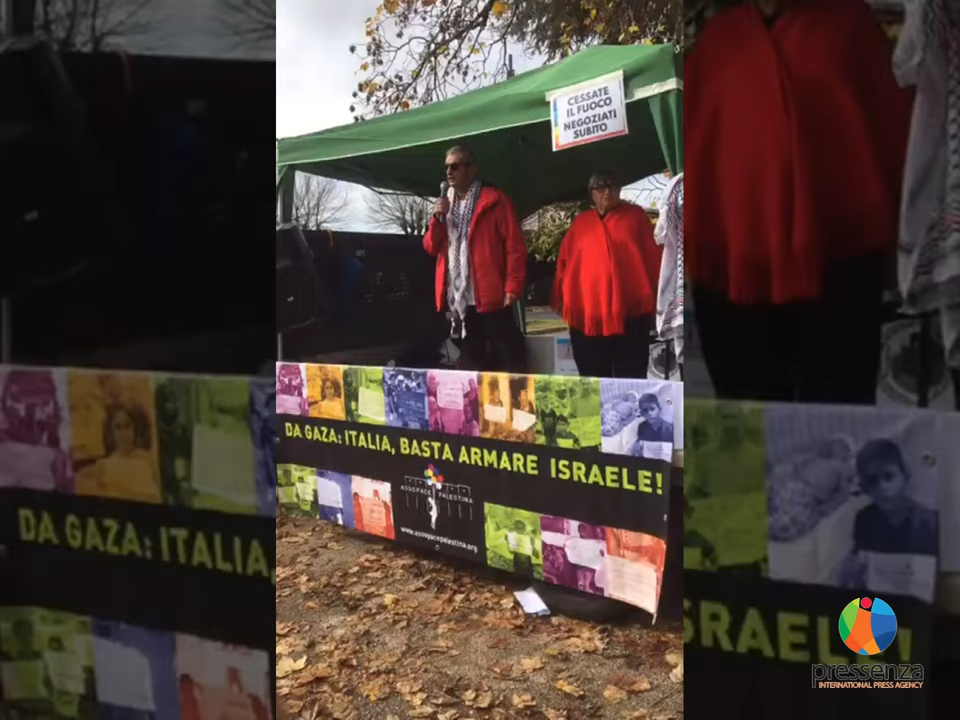 CESSATE
IL FUOCO
NEGOZIATI
SUBITO
DA GAZA: ITALIA, BASTA ARMARE ISRAELE!
ASSOPACE PALESTINA
www.assopacepalestina.org
DA GAZA: ITALIA,
SRAELE!
pressenza
INTERNATIONAL PRESS AGENCY